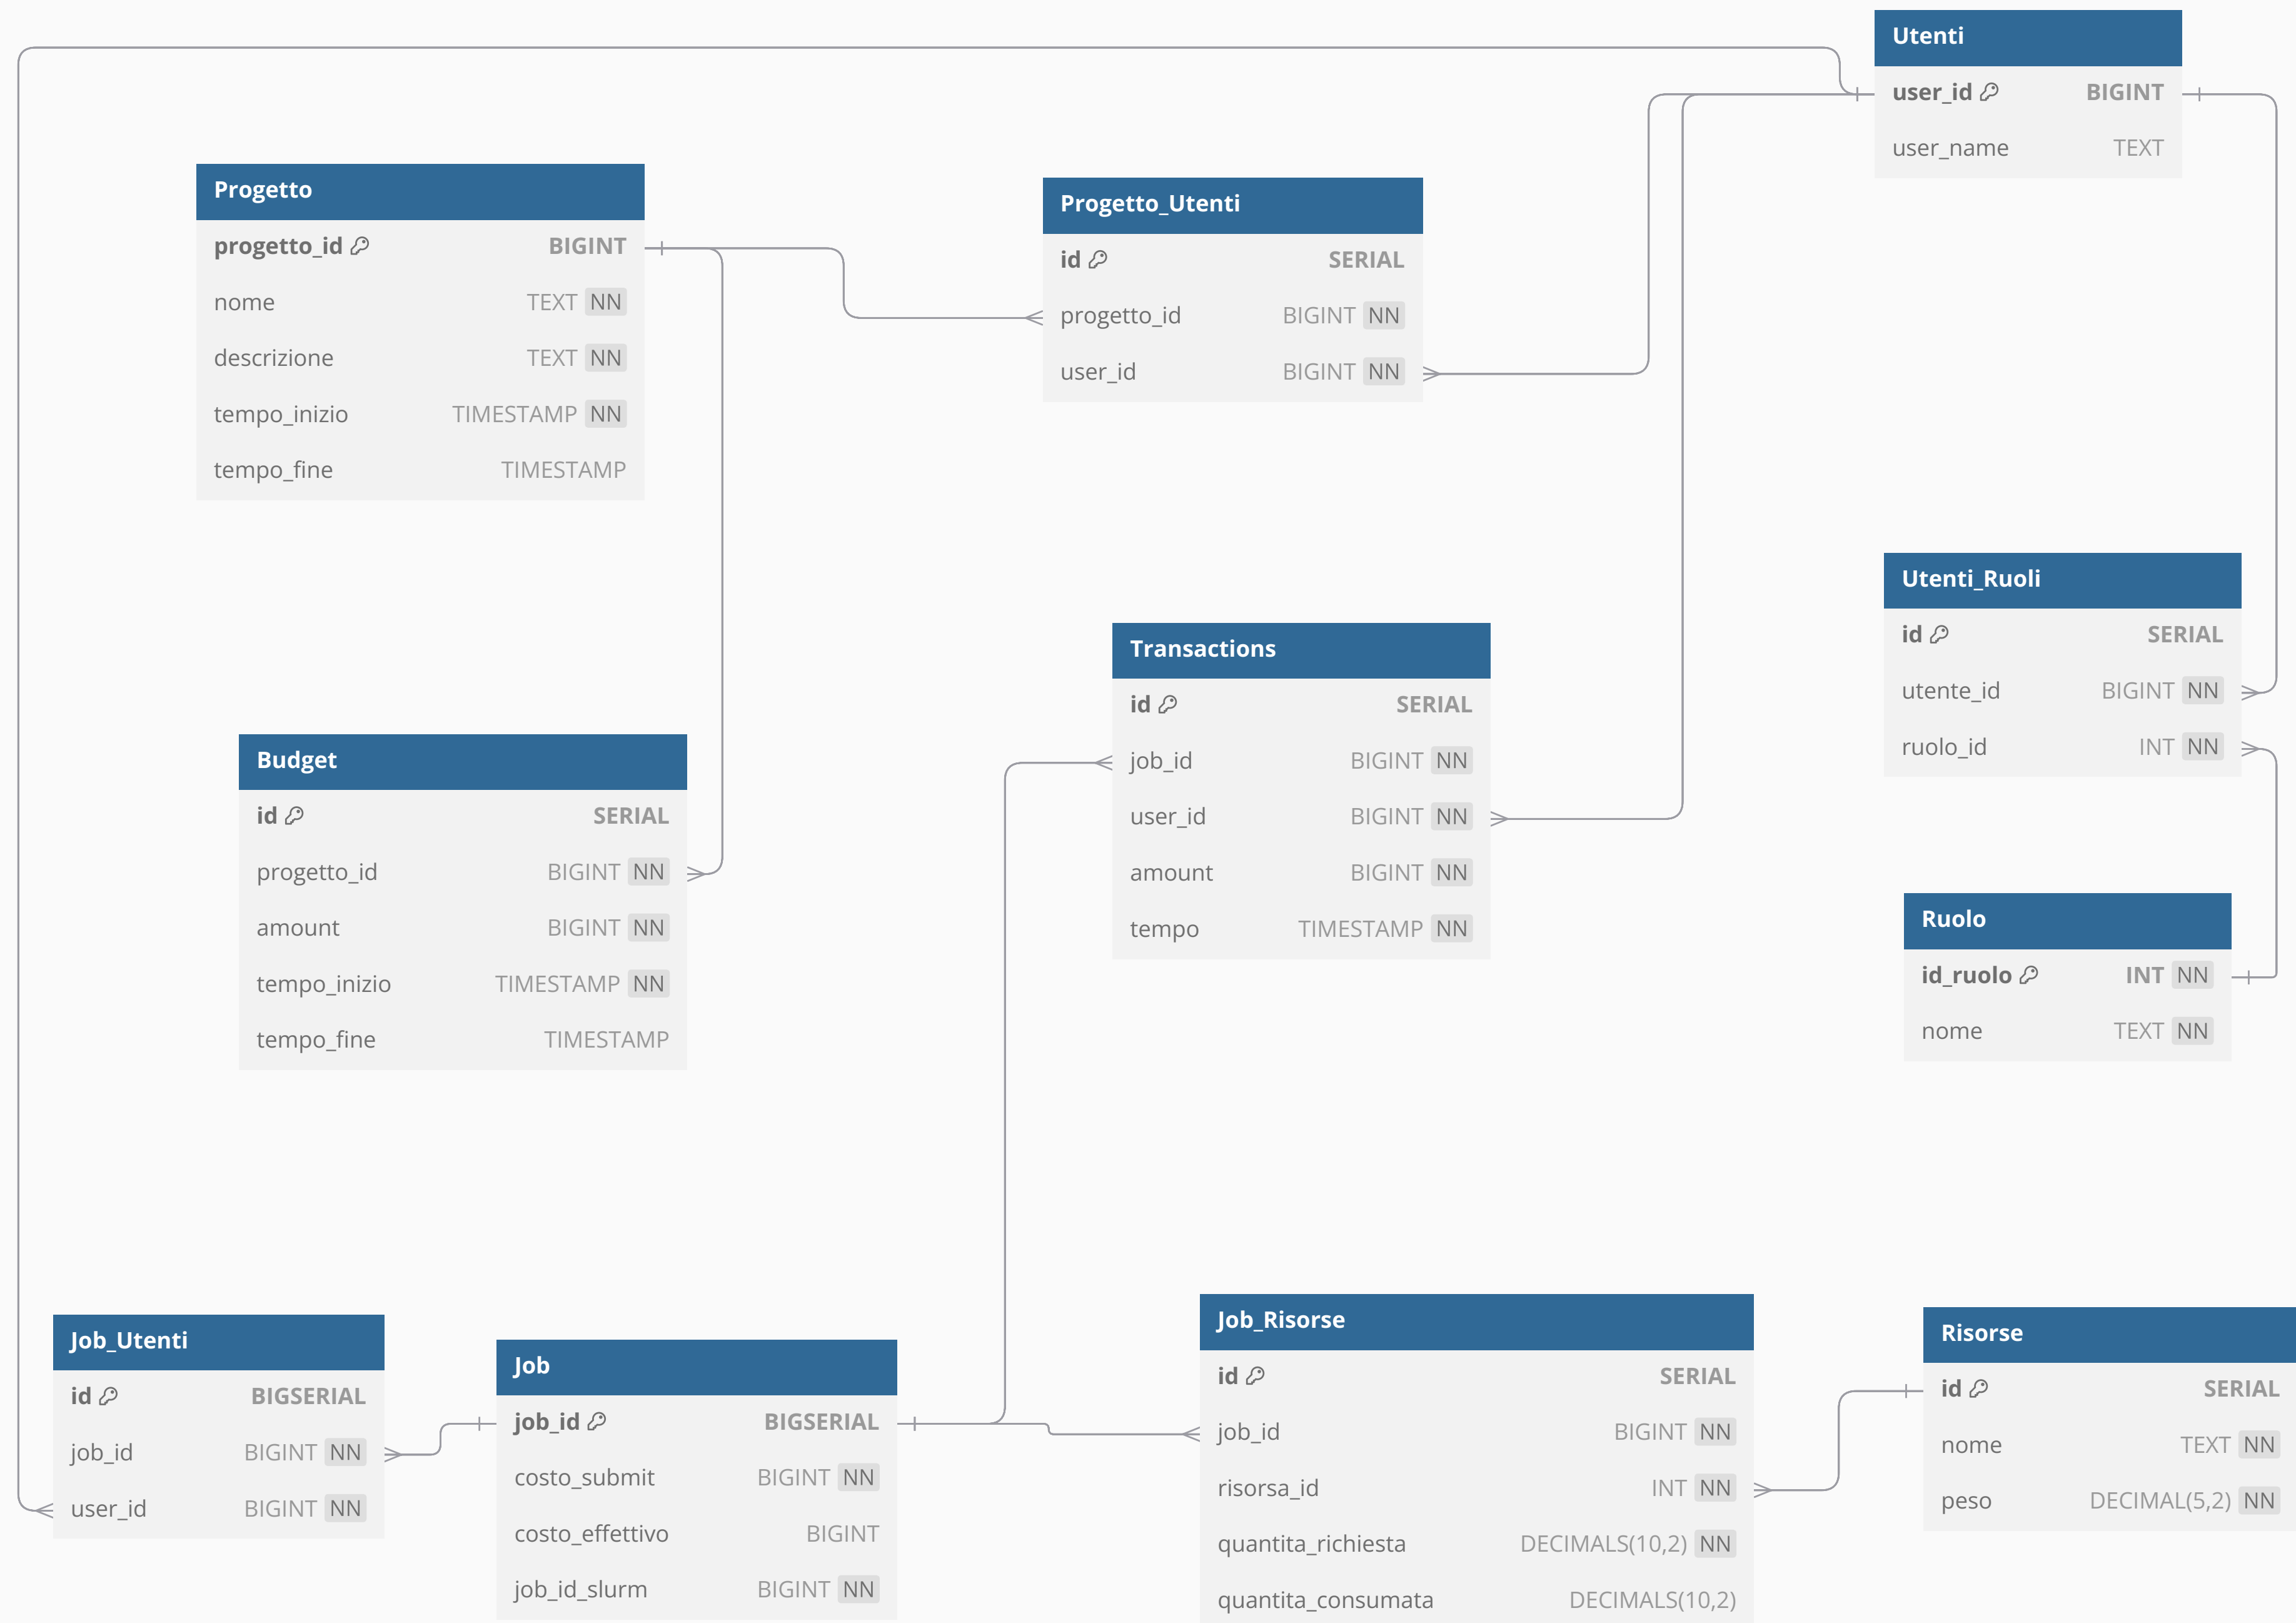 Utenti
user_id BIGINT
user_name TEXT
Progetto
progetto_id BIGINT
nome TEXT NN
descrizione TEXT NN
tempo_inizio TIMESTAMP NN
tempo_fine TIMESTAMP
Progetto_Utenti
id SERIAL
progetto_id BIGINT NN
user_id BIGINT NN
Utenti_Ruoli
id SERIAL
utente_id BIGINT NN
ruolo_id INT NN
Transactions
id SERIAL
job_id BIGINT NN
user_id BIGINT NN
amount BIGINT NN
tempo TIMESTAMP NN
Budget
id SERIAL
progetto_id BIGINT NN
amount BIGINT NN
tempo_inizio TIMESTAMP NN
tempo_fine TIMESTAMP
Ruolo
id_ruolo INT NN
nome TEXT NN
Job_Utenti
id BIGSERIAL
job_id BIGINT NN
user_id BIGINT NN
Job
job_id BIGSERIAL
costo_submit BIGINT NN
costo_effettivo BIGINT
job_id_slurm BIGINT NN
Job_Risorse
id SERIAL
job_id BIGINT NN
risorsa_id INT NN
quantita_richiesta DECIMALS(10,2) NN
quantita_consumata DECIMALS(10,2)
Risorse
id SERIAL
nome TEXT NN
peso DECIMAL(5,2) NN